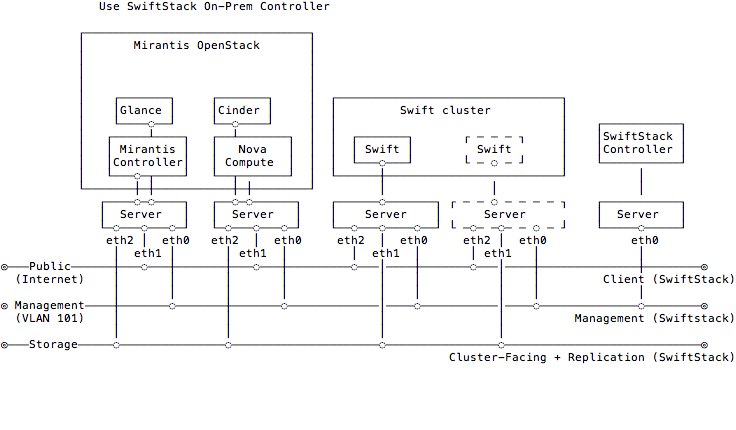 Use SwiftStack On-Prem Controller
Mirantis OpenStack
Glance
Cinder
Swift cluster
SwiftStack
Controller
Mirantis
Controller
Nova
Compute
Swift
Swift
Server
Server
Server
Server
Server
eth2
eth0
eth2
eth0
eth2
eth0
eth2
eth0
eth0
eth1
eth1
eth1
eth1
Public
(Internet)
Client (SwiftStack)
Management
(VLAN 101)
Management (Swiftstack)
Storage
Cluster-Facing + Replication (SwiftStack)